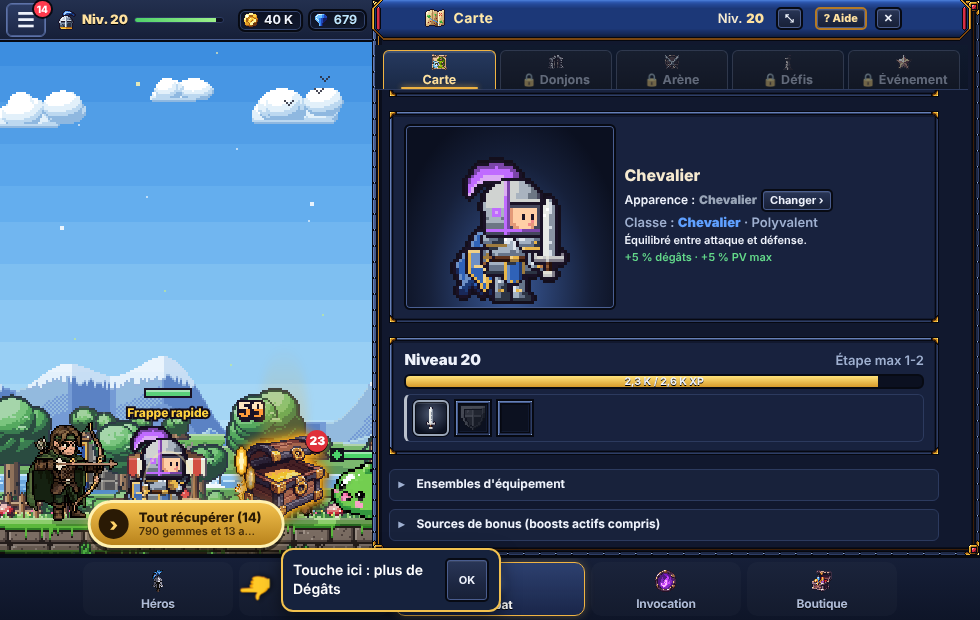 14
Niv. 20
40 K
679
Carte
Niv. 20
? Aide
Carte
Donjons
Arène
Défis
Événement
Chevalier
Apparence : Chevalier Changer ›
Classe : Chevalier · Polyvalent
Équilibré entre attaque et défense.
+5 % dégâts · +5 % PV max
Niveau 20
Étape max 1-2
2,3 K / 2,6 K XP
Frappe rapide
59
23
Tout récupérer (14)
790 gemmes et 13 a...
Ensembles d'équipement
Sources de bonus (boosts actifs compris)
Touche ici : plus de
Dégâts
OK
Héros
Invocation
Boutique